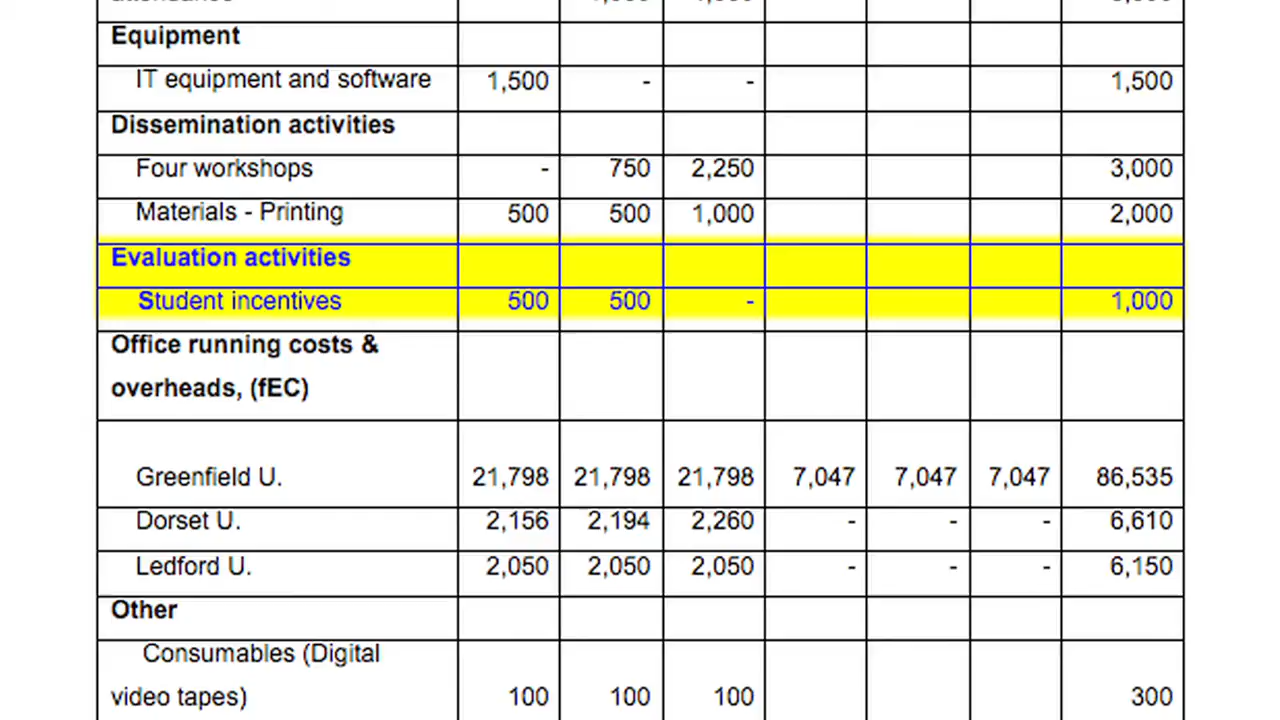 Equipment
IT equipment and software 1,500 - - 1,500
Dissemination activities
Four workshops - 750 2,250 3,000
Materials - Printing 500 500 1,000 2,000
Evaluation activities
Student incentives 500 500 - 1,000
Office running costs &
overheads, (fEC)
Greenfield U. 21,798 21,798 21,798 7,047 7,047 7,047 86,535
Dorset U. 2,156 2,194 2,260 - - - 6,610
Ledford U. 2,050 2,050 2,050 - - - 6,150
Other
Consumables (Digital
video tapes) 100 100 100 300